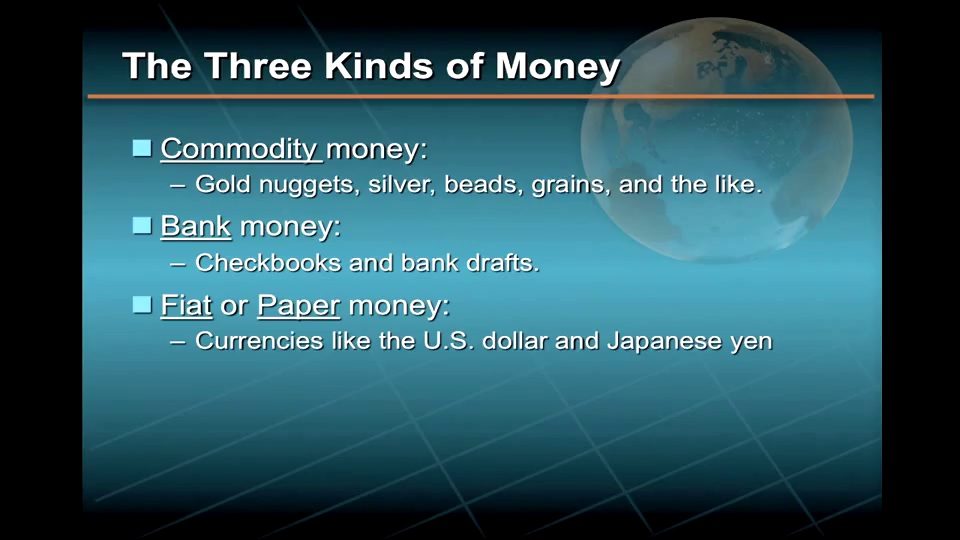 The Three Kinds of Money
Commodity money:
– Gold nuggets, silver, beads, grains, and the like.
Bank money:
– Checkbooks and bank drafts.
Fiat or Paper money:
– Currencies like the U.S. dollar and Japanese yen